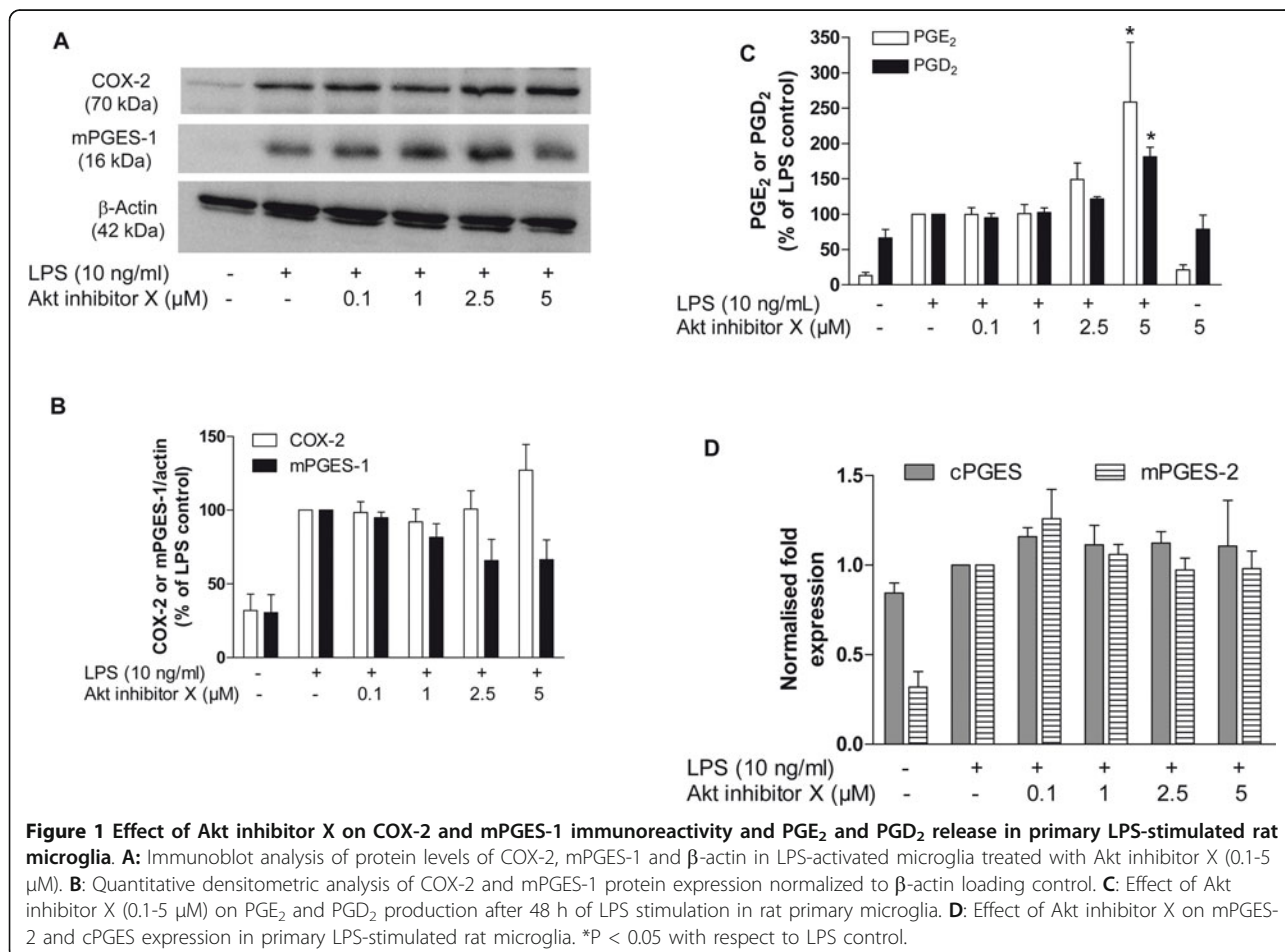 A
COX-2
(70 kDa)
mPGES-1
(16 kDa)
β-Actin
(42 kDa)
LPS (10 ng/ml) - + + + + +
Akt inhibitor X (µM) - - 0.1 1 2.5 5
B
COX-2 or mPGES-1/actin
(% of LPS control)
150
100
50
0
COX-2
mPGES-1
LPS (10 ng/ml) - + + + + +
Akt inhibitor X (µM) - - 0.1 1 2.5 5
C
PGE₂ or PGD₂
(% of LPS control)
350
300
250
200
150
100
50
0
PGE₂
PGD₂
*
*
LPS (10 ng/mL) - + + + + + -
Akt inhibitor X (µM) - - 0.1 1 2.5 5 5
D
Normalised fold
expression
1.5
1.0
0.5
0.0
cPGES
mPGES-2
LPS (10 ng/ml) - + + + + +
Akt inhibitor X (µM) - - 0.1 1 2.5 5
Figure 1 Effect of Akt inhibitor X on COX-2 and mPGES-1 immunoreactivity and PGE₂ and PGD₂ release in primary LPS-stimulated rat
microglia. A: Immunoblot analysis of protein levels of COX-2, mPGES-1 and β-actin in LPS-activated microglia treated with Akt inhibitor X (0.1-5
μM). B: Quantitative densitometric analysis of COX-2 and mPGES-1 protein expression normalized to β-actin loading control. C: Effect of Akt
inhibitor X (0.1-5 μM) on PGE₂ and PGD₂ production after 48 h of LPS stimulation in rat primary microglia. D: Effect of Akt inhibitor X on mPGES-
2 and cPGES expression in primary LPS-stimulated rat microglia. *P < 0.05 with respect to LPS control.